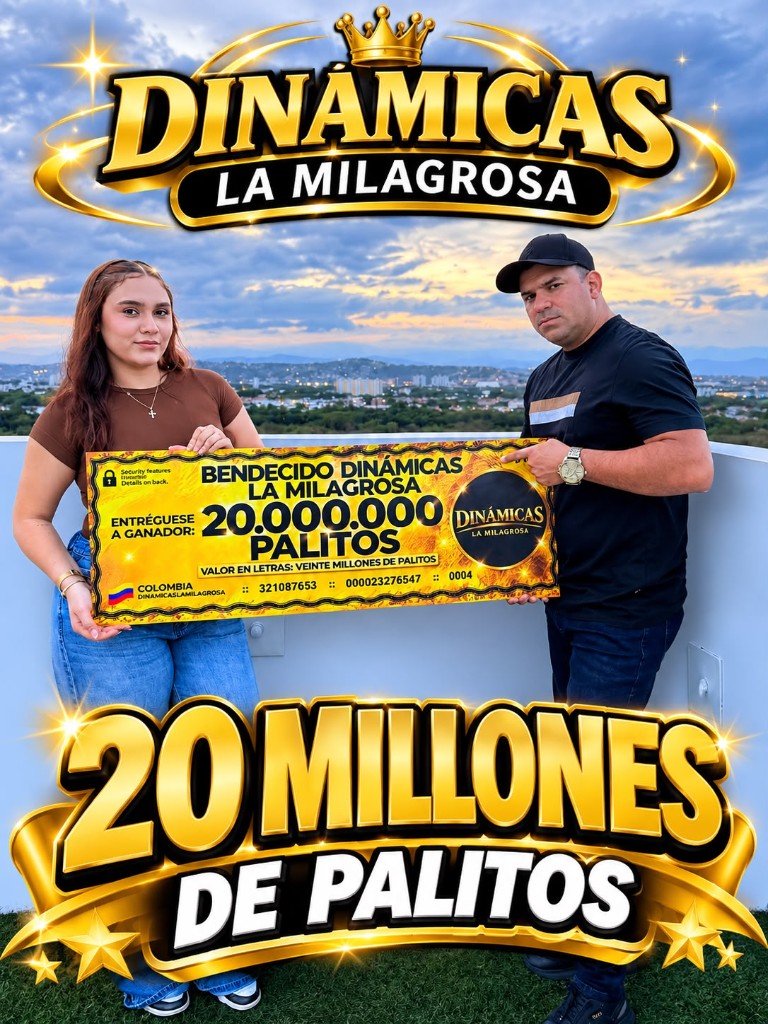 DINÁMICAS
LA MILAGROSA
Security features
Details on back.
BENDECIDO DINÁMICAS
LA MILAGROSA
ENTRÉGUESE
A GANADOR:
20.000.000
PALITOS
VALOR EN LETRAS: VEINTE MILLONES DE PALITOS
COLOMBIA
DINAMICASLAMILAGROSA
:: 321087653 :: 000023276547 :: 0004
DINÁMICAS
LA MILAGROSA
20 MILLONES
DE PALITOS